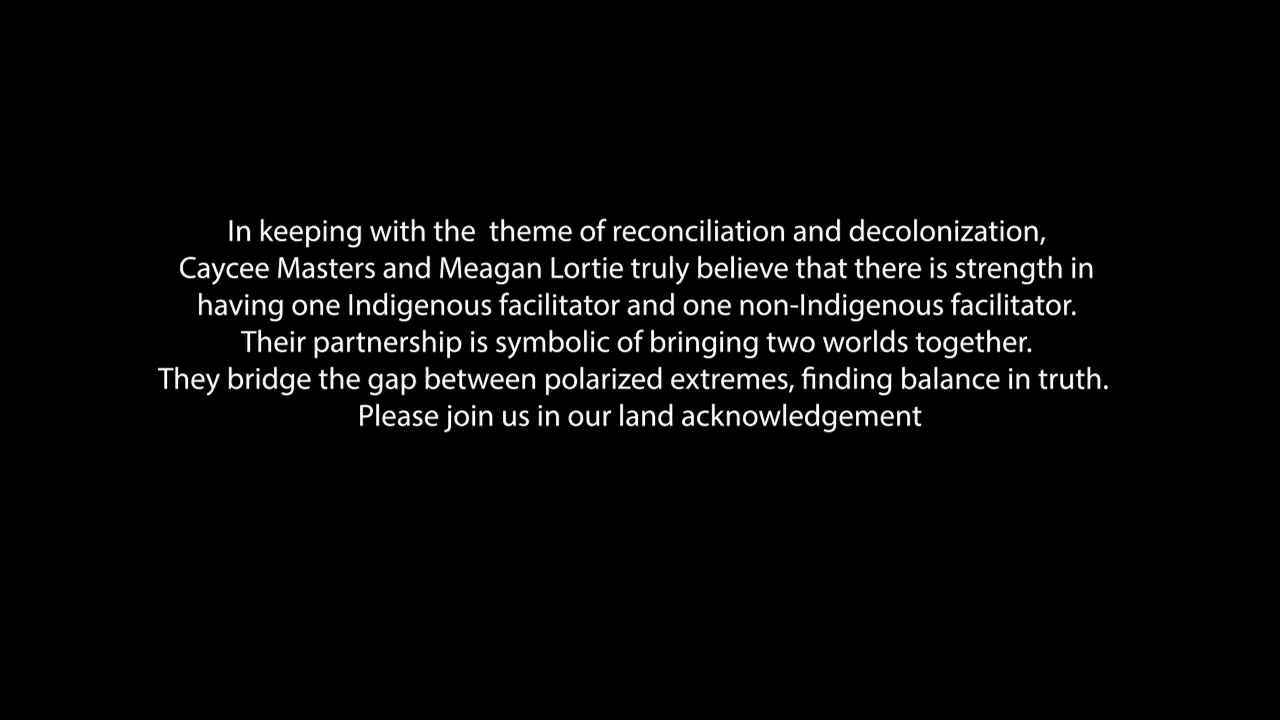 In keeping with the  theme of reconciliation and decolonization,
Caycee Masters and Meagan Lortie truly believe that there is strength in
having one Indigenous facilitator and one non-Indigenous facilitator.
Their partnership is symbolic of bringing two worlds together.
They bridge the gap between polarized extremes, finding balance in truth.
Please join us in our land acknowledgement